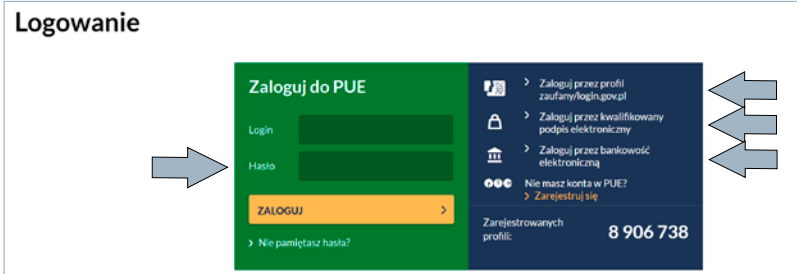 Logowanie
Zaloguj do PUE
Login
Hasło
ZALOGUJ
Nie pamiętasz hasła?
Zaloguj przez profil
zaufany/login.gov.pl
Zaloguj przez kwalifikowany
podpis elektroniczny
Zaloguj przez bankowość
elektroniczną
Nie masz konta w PUE?
Zarejestruj się
Zarejestrowanych
profili:
8 906 738